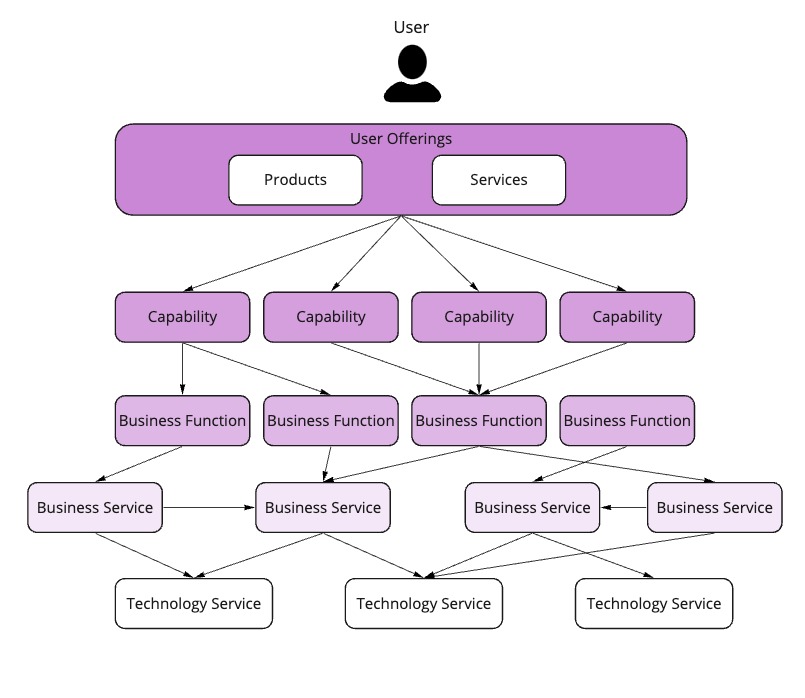 User
User Offerings
Products
Services
Capability
Capability
Capability
Capability
Business Function
Business Function
Business Function
Business Function
Business Service
Business Service
Business Service
Business Service
Technology Service
Technology Service
Technology Service